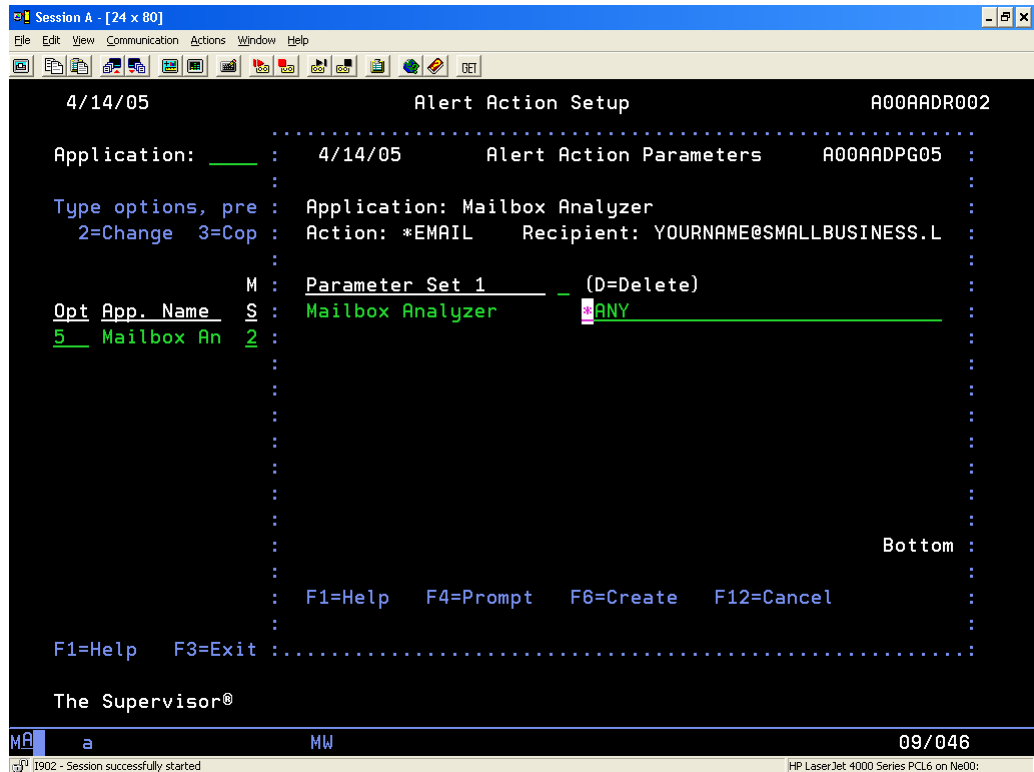 Session A - [24 x 80]
File Edit View Communication Actions Window Help
GET
4/14/05 Alert Action Setup A00AADR002
Application: ____ : 4/14/05 Alert Action Parameters A00AADPG05 :
Type options, pre : Application: Mailbox Analyzer :
2=Change 3=Cop : Action: *EMAIL Recipient: YOURNAME@SMALLBUSINESS.L :
M : Parameter Set 1 _ (D=Delete) :
Opt App. Name S : Mailbox Analyzer *ANY :
5 Mailbox An 2 :
Bottom :
: F1=Help F4=Prompt F6=Create F12=Cancel :
F1=Help F3=Exit :..........................................................:
The Supervisor®
MA a MW 09/046
I902 - Session successfully started HP LaserJet 4000 Series PCL6 on Ne00: